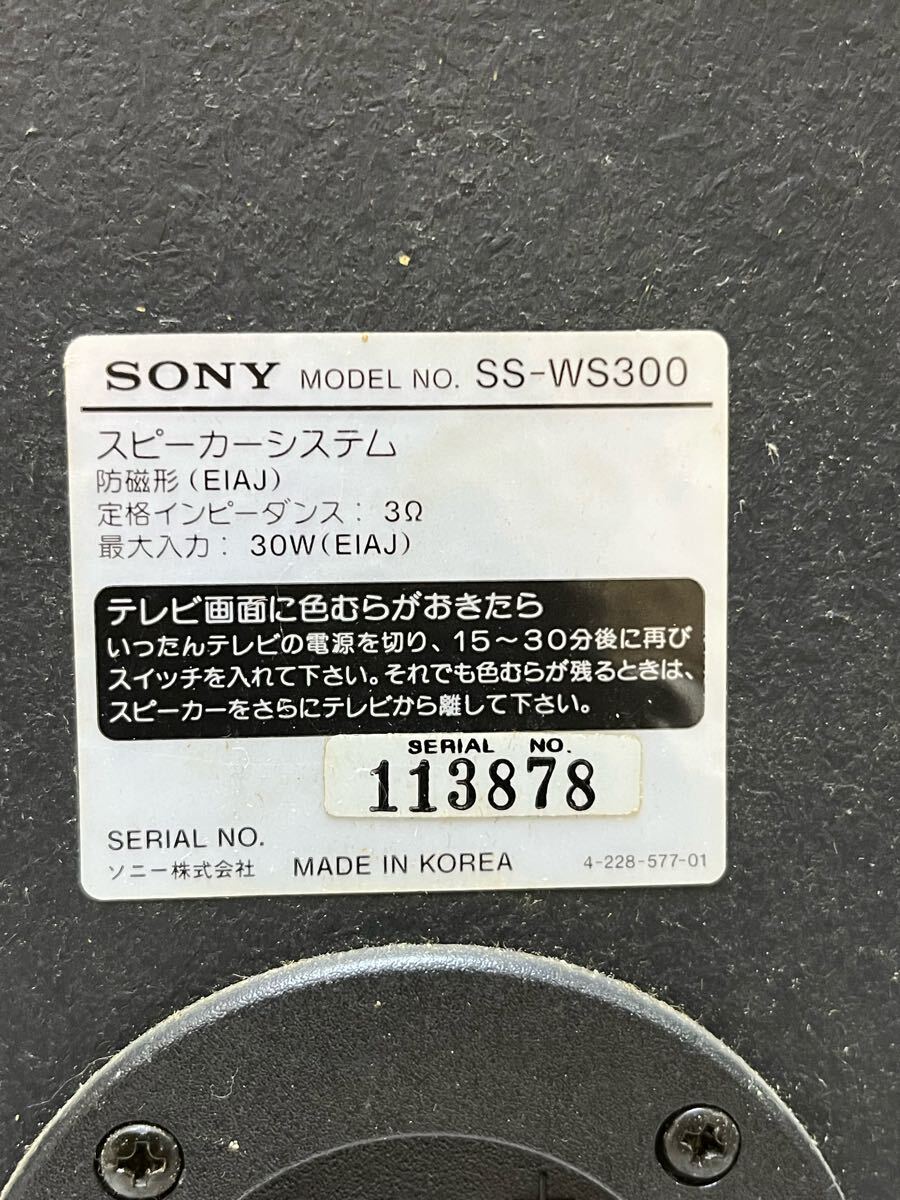 SONY MODEL NO. SS-WS300
スピーカーシステム
防磁形(EIAJ)
定格インピーダンス: 3Ω
最大入力: 30W(EIAJ)
テレビ画面に色むらがおきたら
いったんテレビの電源を切り、15〜30分後に再び
スイッチを入れて下さい。それでも色むらが残るときは、
スピーカーをさらにテレビから離して下さい。
SERIAL NO.
113878
SERIAL NO.
ソニー株式会社 MADE IN KOREA 4-228-577-01